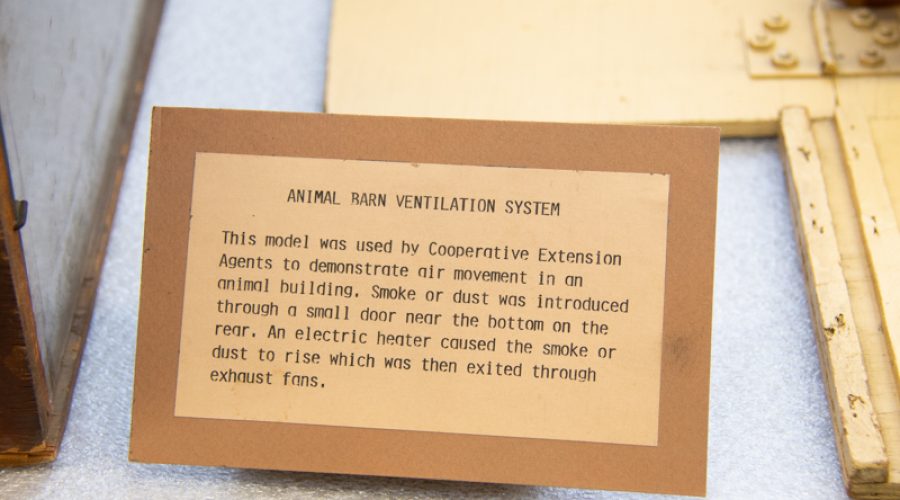 ANIMAL BARN VENTILATION SYSTEM
This model was used by Cooperative Extension
Agents to demonstrate air movement in an
animal building. Smoke or dust was introduced
through a small door near the bottom on the
rear. An electric heater caused the smoke or
dust to rise which was then exited through
exhaust fans.